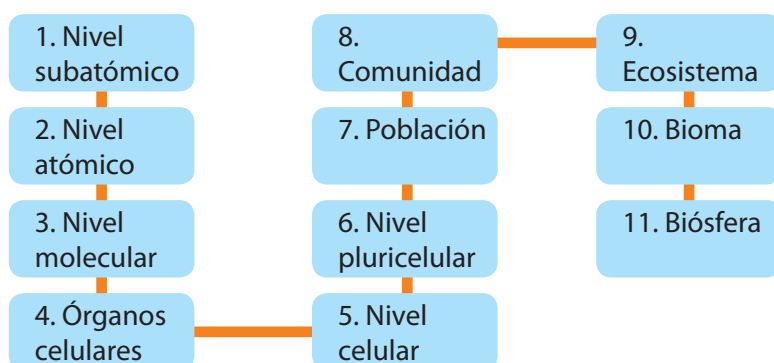 1. Nivel
subatómico
2. Nivel
atómico
3. Nivel
molecular
4. Órganos
celulares
5. Nivel
celular
6. Nivel
pluricelular
7. Población
8.
Comunidad
9.
Ecosistema
10. Bioma
11. Biósfera